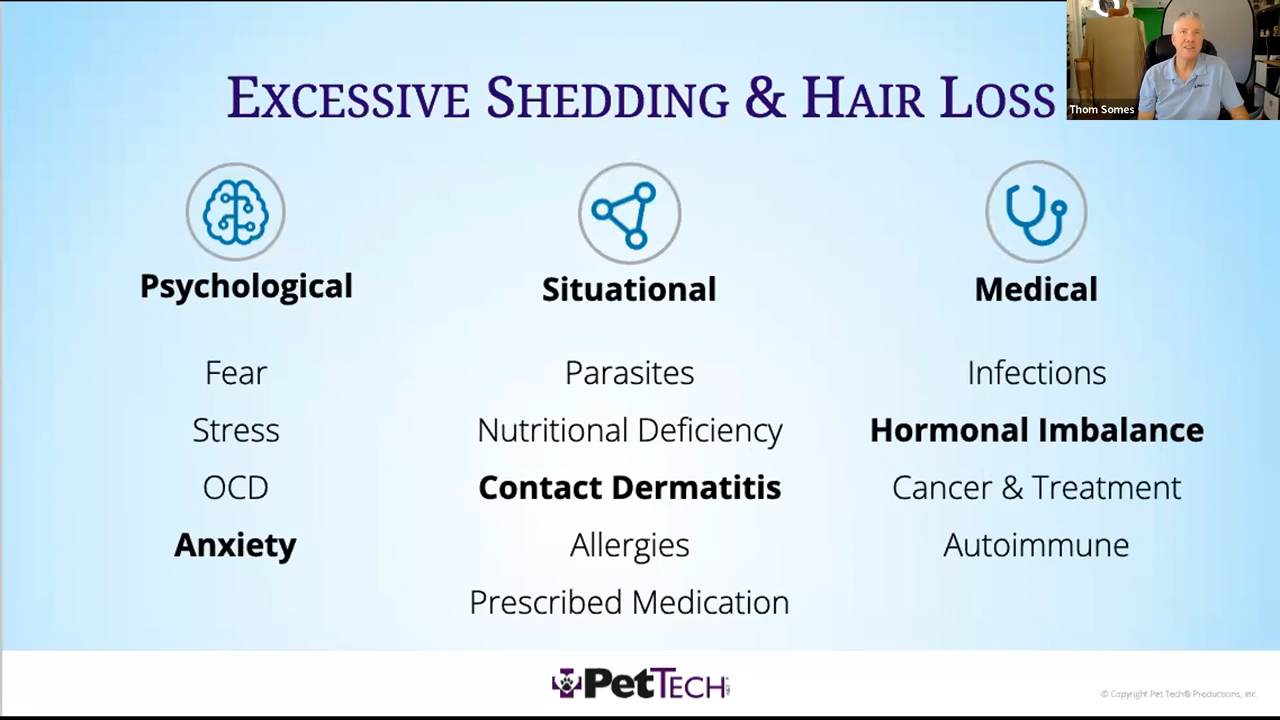 EXCESSIVE SHEDDING & HAIR LOSS
Thom Somes
Psychological
Fear
Stress
OCD
Anxiety
Situational
Parasites
Nutritional Deficiency
Contact Dermatitis
Allergies
Prescribed Medication
Medical
Infections
Hormonal Imbalance
Cancer & Treatment
Autoimmune
PetTECH
© Copyright Pet Tech® Productions, Inc.